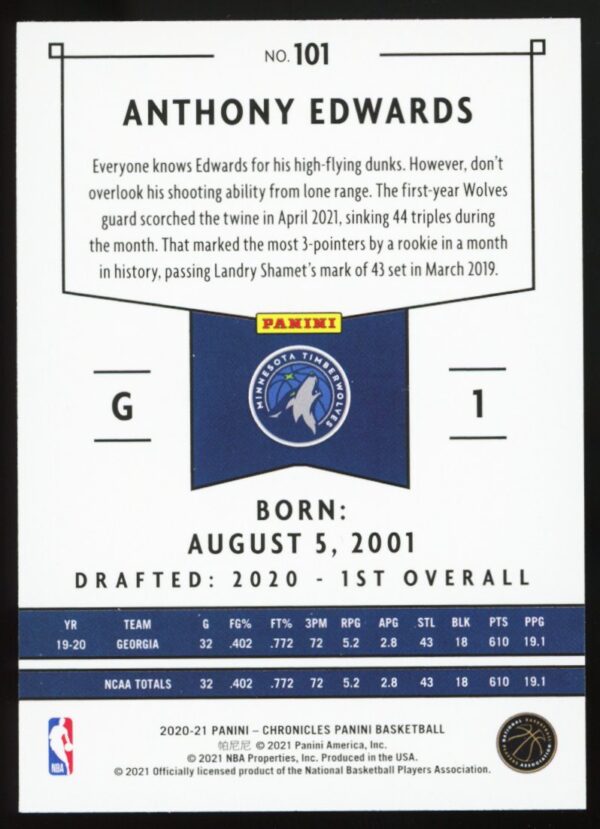 NO. 101
ANTHONY EDWARDS
Everyone knows Edwards for his high-flying dunks. However, don't
overlook his shooting ability from lone range. The first-year Wolves
guard scorched the twine in April 2021, sinking 44 triples during
the month. That marked the most 3-pointers by a rookie in a month
in history, passing Landry Shamet's mark of 43 set in March 2019.
PANINI
MINNESOTA TIMBERWOLVES
G
1
BORN:
AUGUST 5, 2001
DRAFTED: 2020 - 1ST OVERALL
YR TEAM G FG% FT% 3PM RPG APG STL BLK PTS PPG
19-20 GEORGIA 32 .402 .772 72 5.2 2.8 43 18 610 19.1
NCAA TOTALS 32 .402 .772 72 5.2 2.8 43 18 610 19.1
2020-21 PANINI – CHRONICLES PANINI BASKETBALL
帕尼尼 © 2021 Panini America, Inc.
© 2021 NBA Properties, Inc. Produced in the USA.
© 2021 Officially licensed product of the National Basketball Players Association.
NBA
NATIONAL BASKETBALL PLAYERS ASSOCIATION